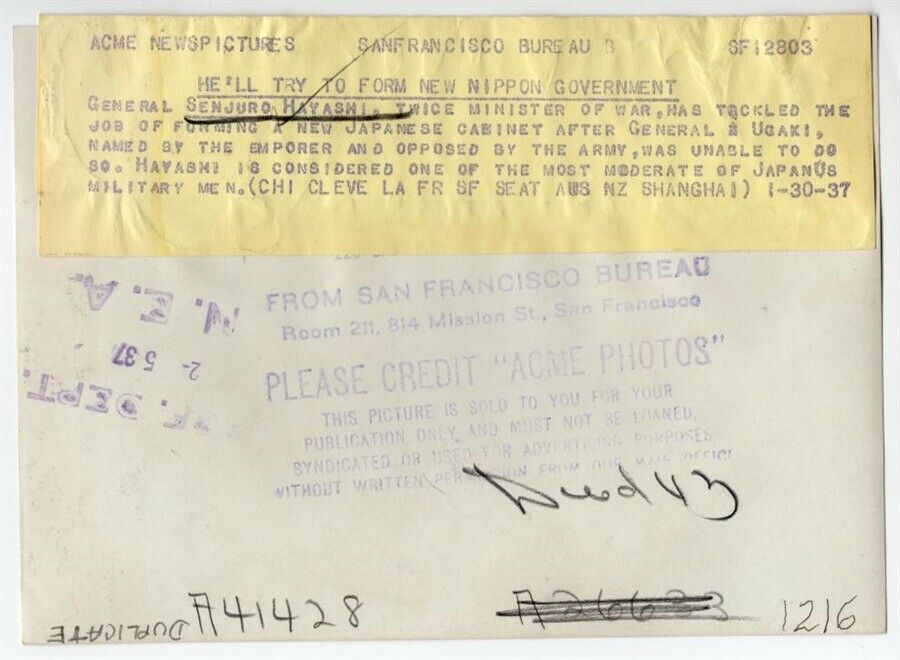 ACME NEWSPICTURES SANFRANCISCO BUREAU B SF12803
HE'LL TRY TO FORM NEW NIPPON GOVERNMENT
GENERAL SENJURO HAYASHI. TWICE MINISTER OF WAR, HAS TACKLED THE
JOB OF FORMING A NEW JAPANESE CABINET AFTER GENERAL UGAKI,
NAMED BY THE EMPORER AND OPPOSED BY THE ARMY, WAS UNABLE TO DO
SO. HAYASHI IS CONSIDERED ONE OF THE MOST MODERATE OF JAPAN
MILITARY MEN. (CHI CLEVE LA FR SF SEAT AUS NZ SHANGHAI) 1-30-37
FROM SAN FRANCISCO BUREAU
Room 211, 814 Mission St., San Francisco
PLEASE CREDIT "ACME PHOTOS"
THIS PICTURE IS SOLD TO YOU FOR YOUR
PUBLICATION ONLY AND MUST NOT BE LOANED,
SYNDICATED OR USED FOR ADVERTISING PURPOSES
WITHOUT WRITTEN PERMISSION FROM OUR MAIN OFFICE
N. E. A.
2- 5 37
DEPT.
Died 43
A41428
A26633
1216
DUPLICATE